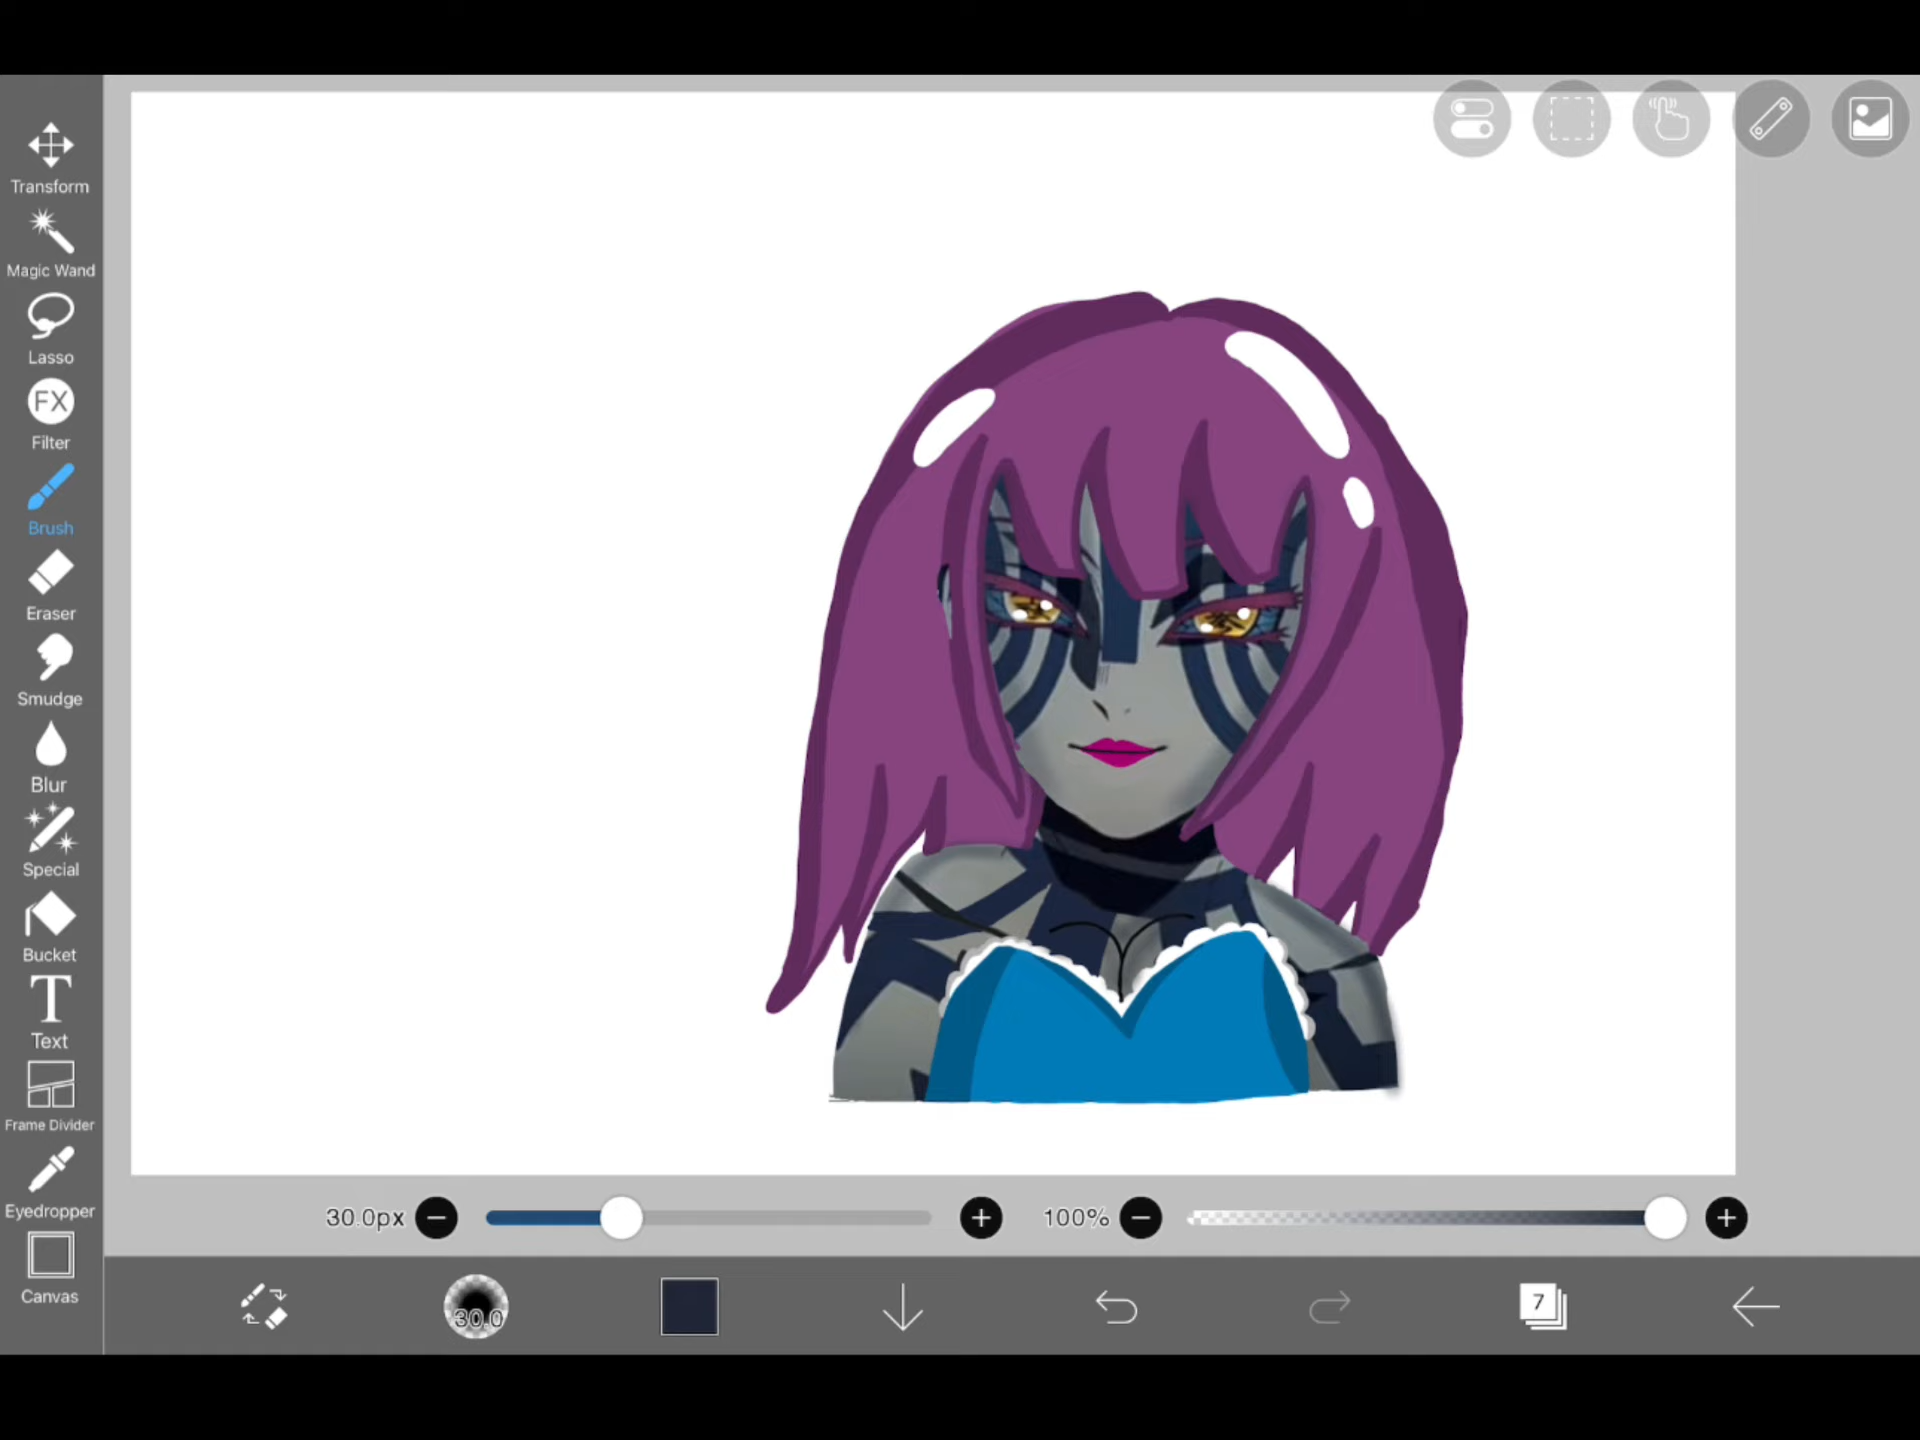 Transform
Magic Wand
Lasso
FX
Filter
Brush
Eraser
Smudge
Blur
Special
Bucket
T
Text
Frame Divider
Eyedropper
Canvas
30.0px
100%
30.0
7